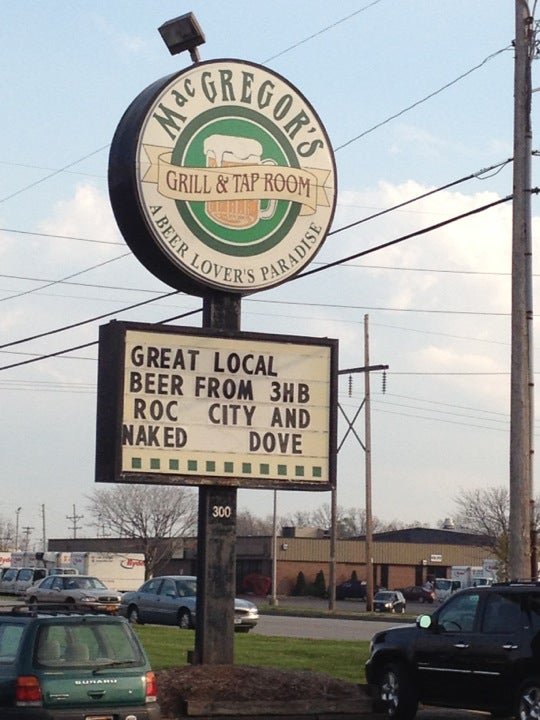 MacGREGOR'S
GRILL & TAP ROOM
A BEER LOVER'S PARADISE
GREAT LOCAL
BEER FROM 3HB
ROC CITY AND
NAKED DOVE
300
Ryder
SUBARU